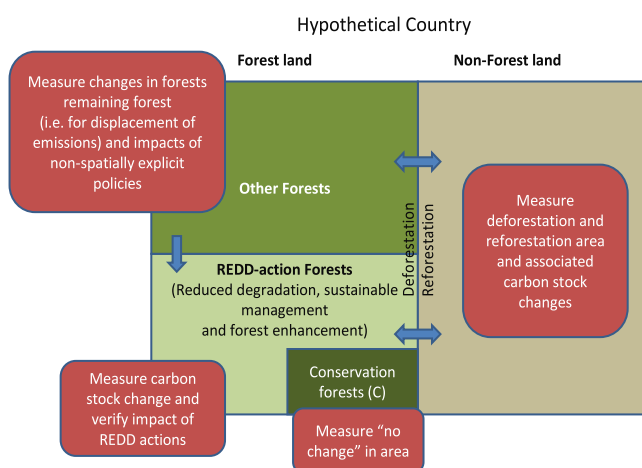 Hypothetical Country
Forest land
Non-Forest land
Measure changes in forests
remaining forest
(i.e. for displacement of
emissions) and impacts of
non-spatially explicit
policies
Other Forests
Deforestation
Reforestation
Measure
deforestation and
reforestation area
and associated
carbon stock
changes
REDD-action Forests
(Reduced degradation, sustainable
management
and forest enhancement)
Measure carbon
stock change and
verify impact of
REDD actions
Conservation
forests (C)
Measure “no
change” in area